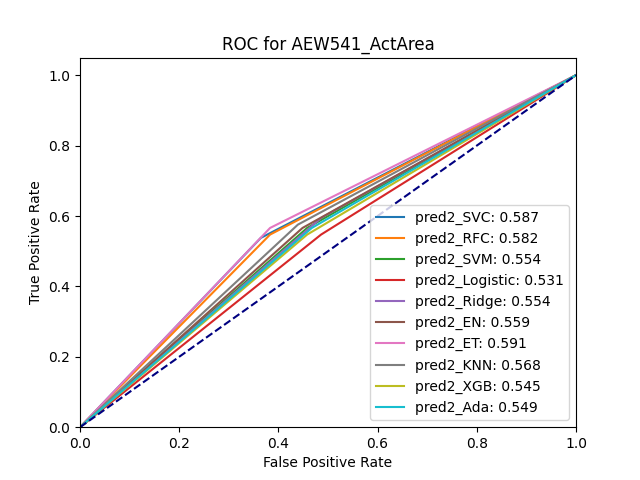 ROC for AEW541_ActArea
1.0
0.8
0.6
0.4
0.2
0.0
True Positive Rate
pred2_SVC: 0.587
pred2_RFC: 0.582
pred2_SVM: 0.554
pred2_Logistic: 0.531
pred2_Ridge: 0.554
pred2_EN: 0.559
pred2_ET: 0.591
pred2_KNN: 0.568
pred2_XGB: 0.545
pred2_Ada: 0.549
0.0 0.2 0.4 0.6 0.8 1.0
False Positive Rate